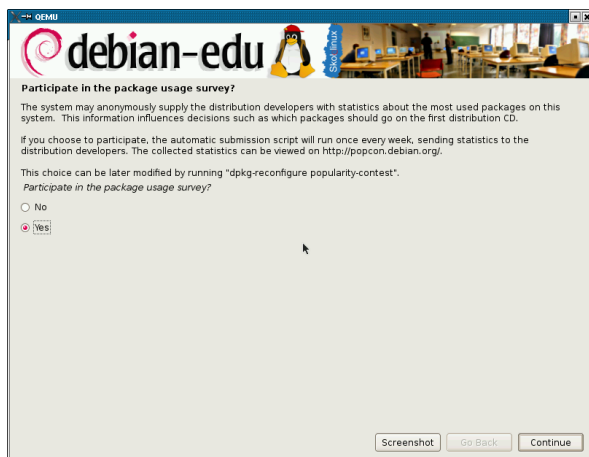 QEMU
debian-edu
Skolelinux
Participate in the package usage survey?
The system may anonymously supply the distribution developers with statistics about the most used packages on this
system. This information influences decisions such as which packages should go on the first distribution CD.
If you choose to participate, the automatic submission script will run once every week, sending statistics to the
distribution developers. The collected statistics can be viewed on http://popcon.debian.org/.
This choice can be later modified by running "dpkg-reconfigure popularity-contest".
Participate in the package usage survey?
No
Yes
Screenshot
Go Back
Continue